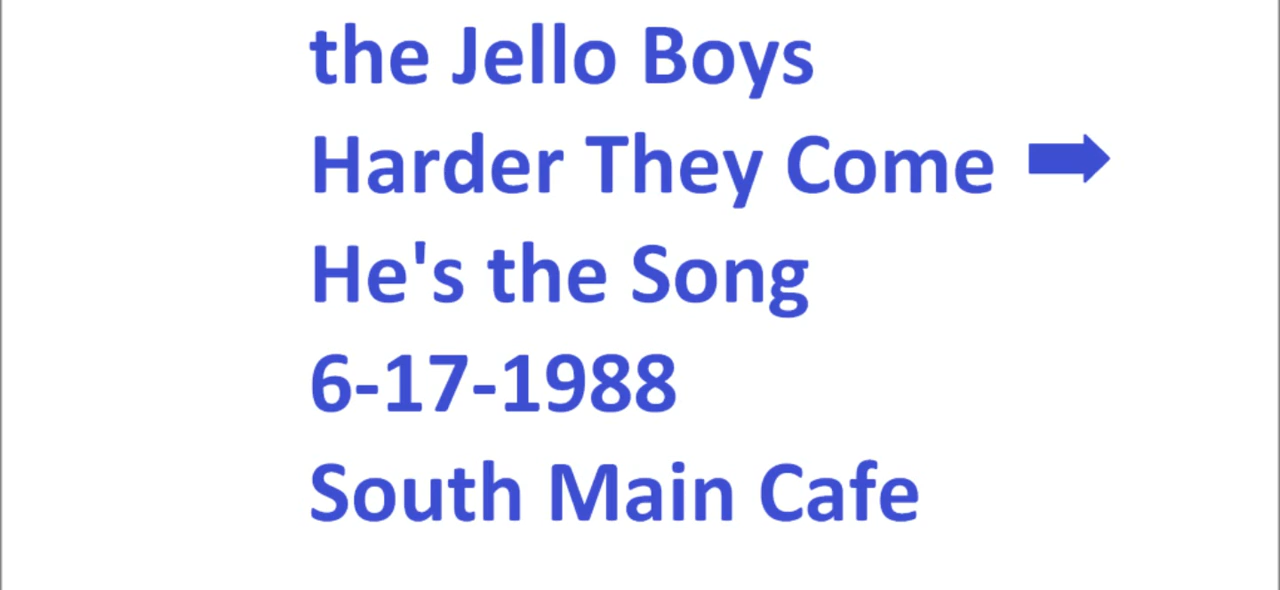 the Jello Boys
Harder They Come ➡
He's the Song
6-17-1988
South Main Cafe